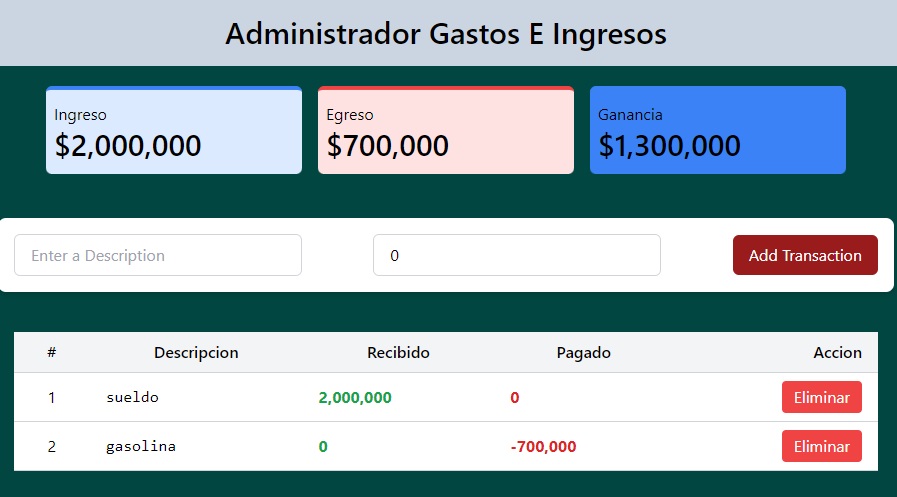 Administrador Gastos E Ingresos
Ingreso
$2,000,000
Egreso
$700,000
Ganancia
$1,300,000
Enter a Description 0 Add Transaction
# Descripcion Recibido Pagado Accion
1 sueldo 2,000,000 0 Eliminar
2 gasolina 0 -700,000 Eliminar